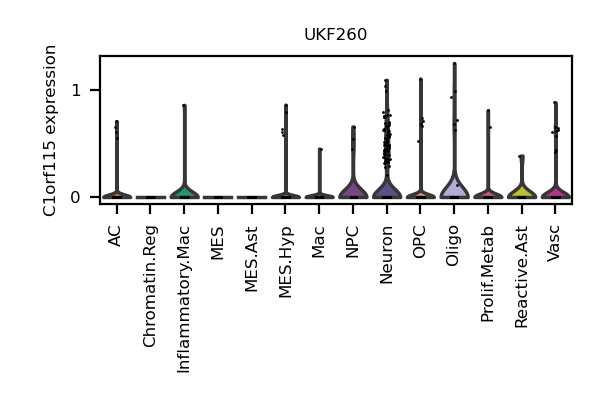 UKF260
C1orf115 expression
1
0
AC
Chromatin.Reg
Inflammatory.Mac
MES
MES.Ast
MES.Hyp
Mac
NPC
Neuron
OPC
Oligo
Prolif.Metab
Reactive.Ast
Vasc